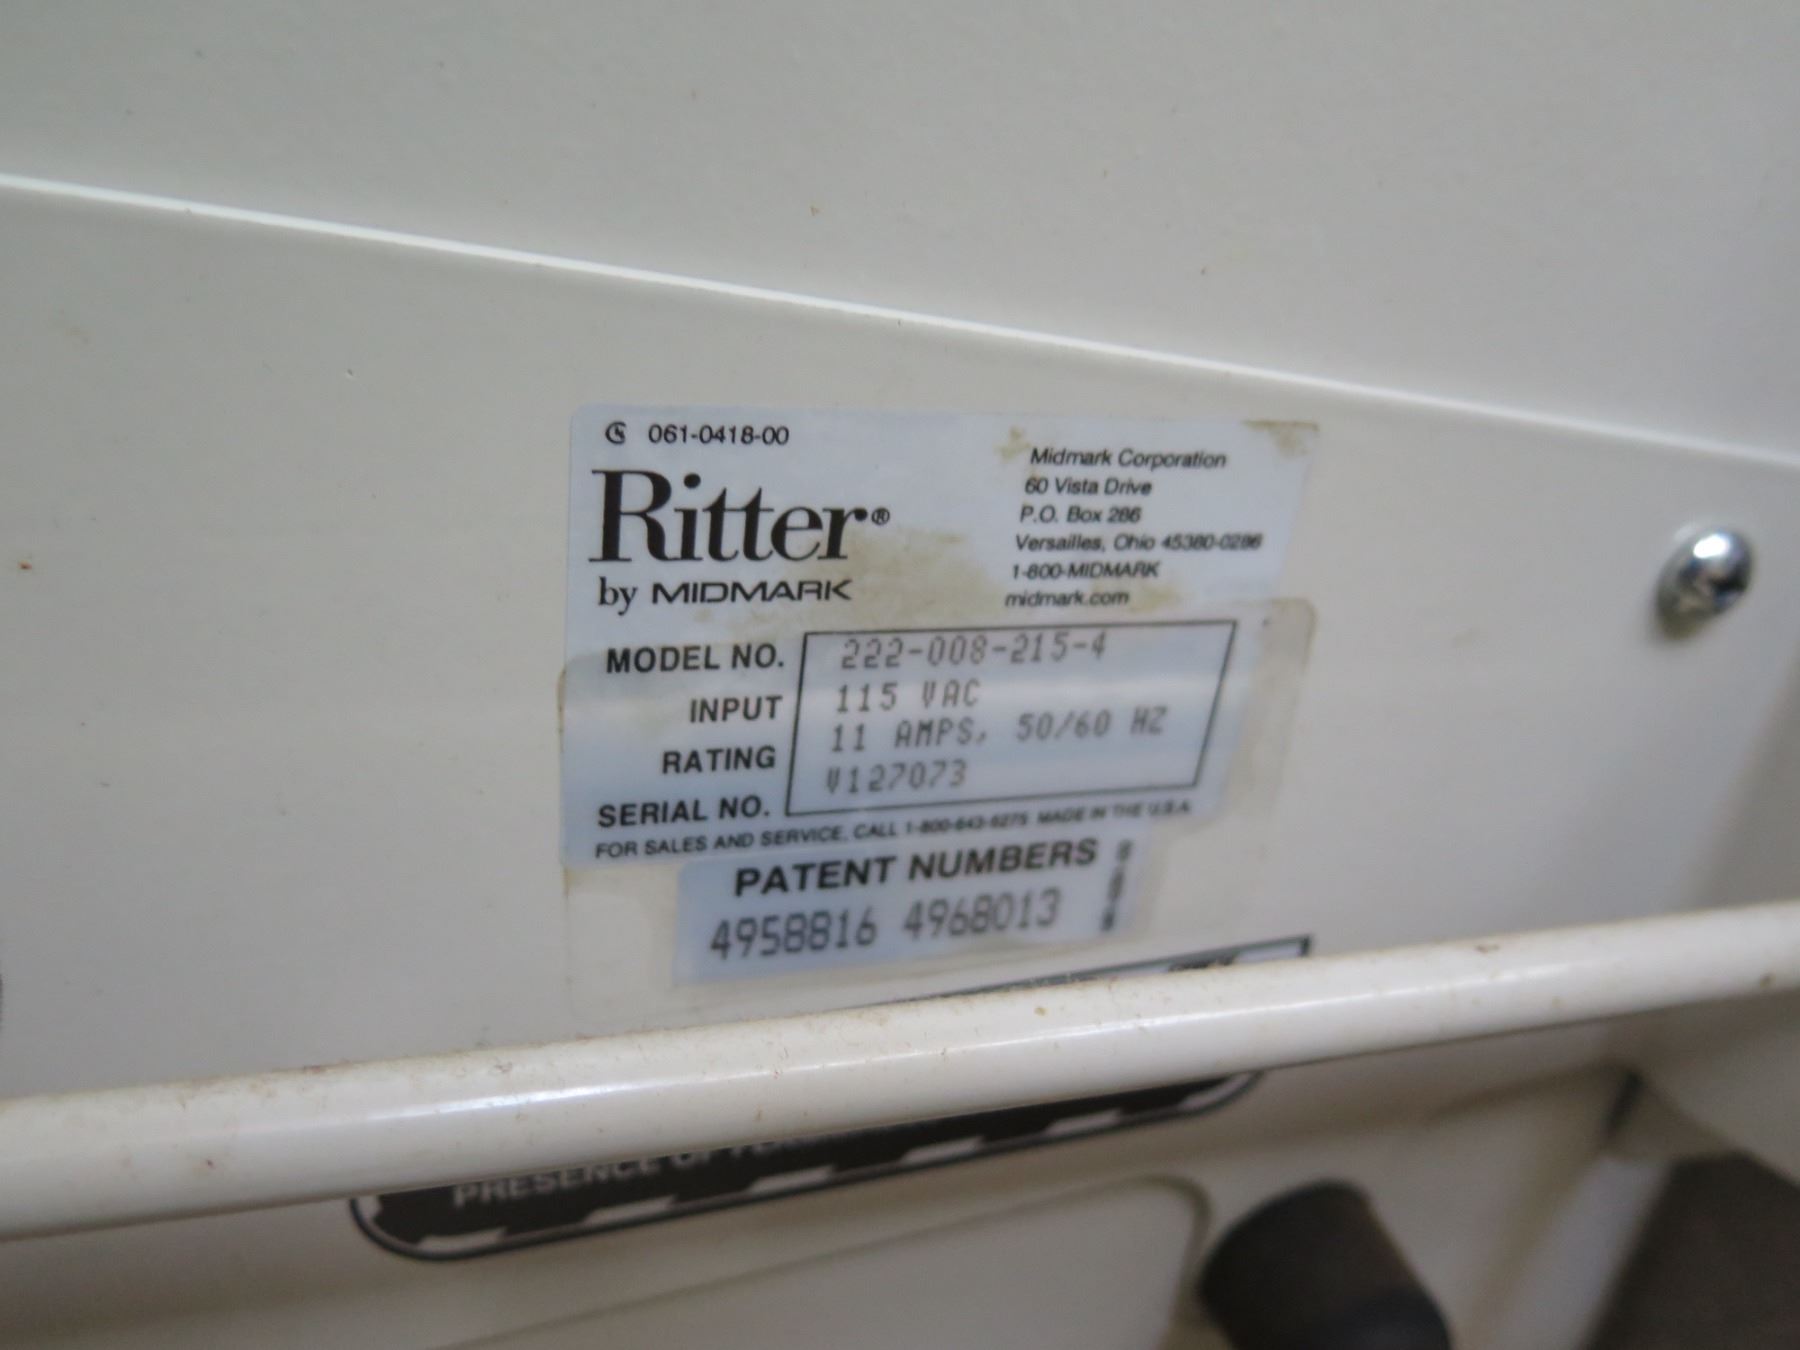 061-0418-00
Ritter®
by MIDMARK
Midmark Corporation
60 Vista Drive
P.O. Box 286
Versailles, Ohio 45380-0286
1-800-MIDMARK
midmark.com
MODEL NO. 222-008-215-4
INPUT 115 VAC
RATING 11 AMPS, 50/60 HZ
SERIAL NO. V127073
FOR SALES AND SERVICE, CALL 1-800-643-6275 MADE IN THE U.S.A.
PATENT NUMBERS
4958816 4968013
PRESENCE OF